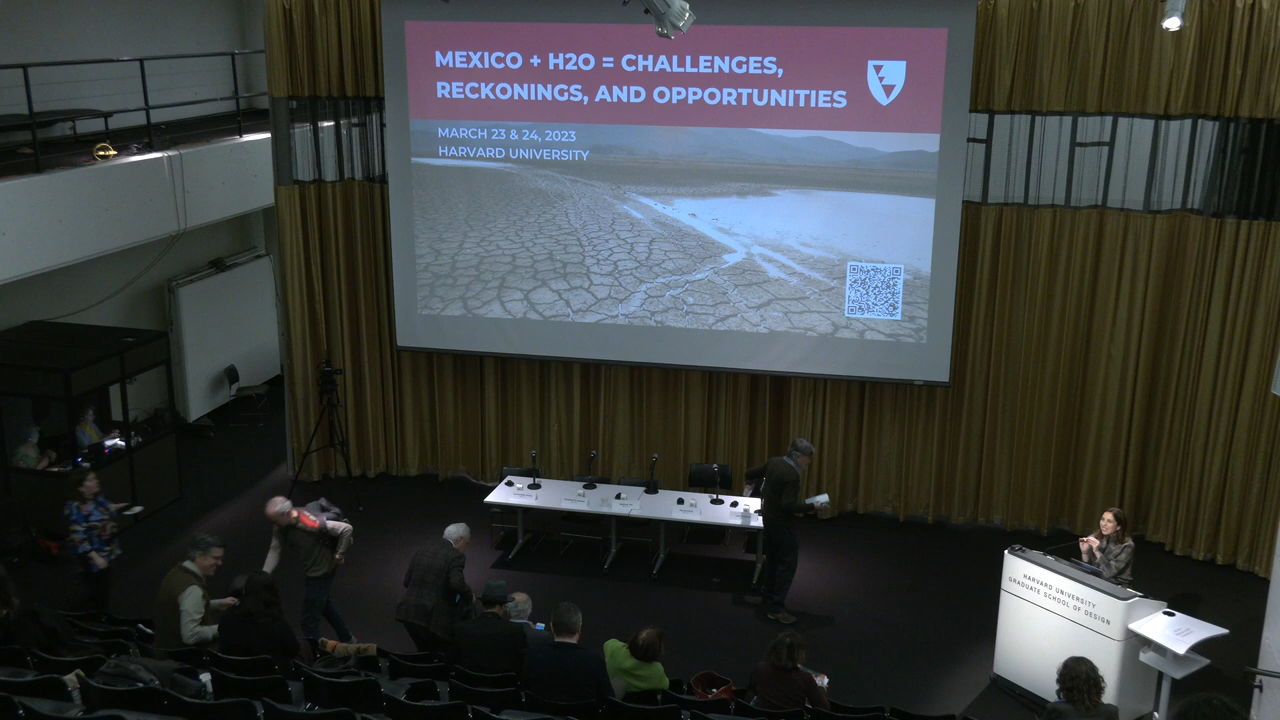 MEXICO + H2O = CHALLENGES,
RECKONINGS, AND OPPORTUNITIES
MARCH 23 & 24, 2023
HARVARD UNIVERSITY
HARVARD UNIVERSITY
GRADUATE SCHOOL OF DESIGN